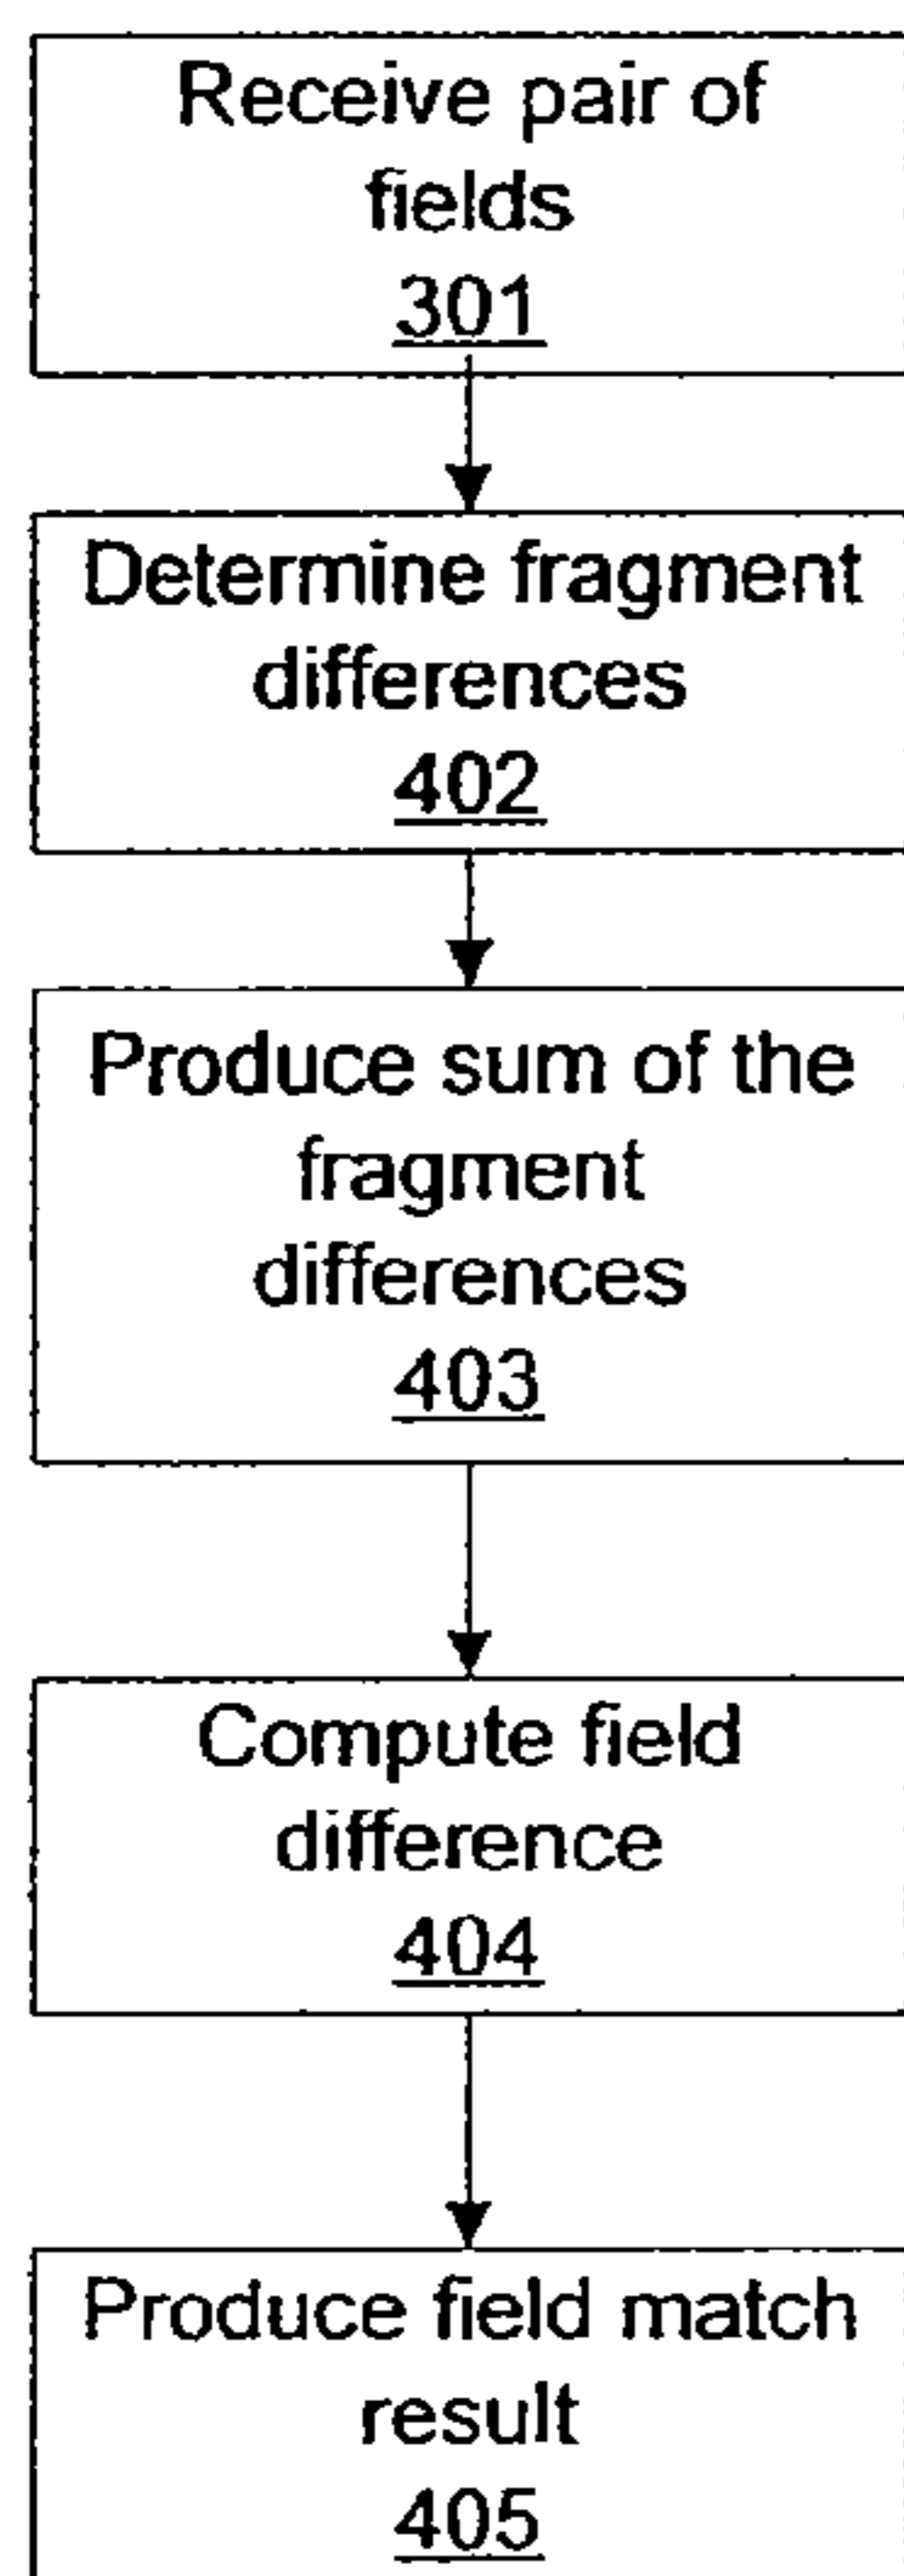 Receive pair of
fields
301
Determine fragment
differences
402
Produce sum of the
fragment
differences
403
Compute field
difference
404
Produce field match
result
405